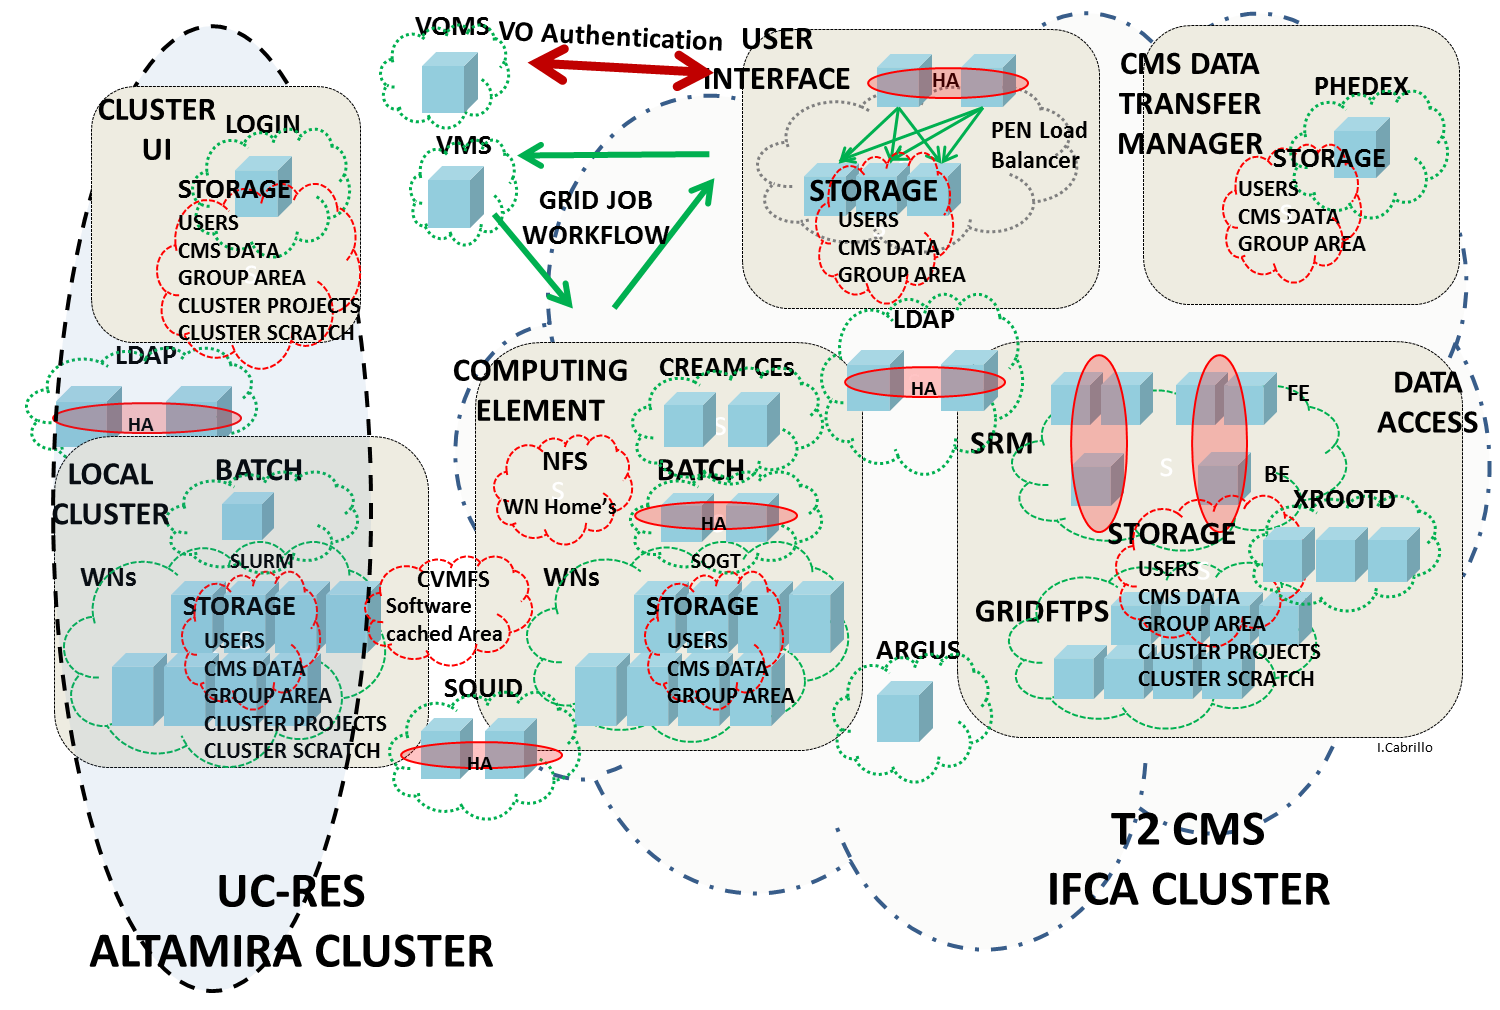 VOMS
VO Authentication
USER
INTERFACE
HA
PEN Load
Balancer
STORAGE
USERS
CMS DATA
GROUP AREA
CMS DATA
TRANSFER
MANAGER
PHEDEX
STORAGE
USERS
CMS DATA
GROUP AREA
CLUSTER
UI
LOGIN
STORAGE
USERS
CMS DATA
GROUP AREA
CLUSTER PROJECTS
CLUSTER SCRATCH
VMS
GRID JOB
WORKFLOW
LDAP
HA
LDAP
HA
LOCAL
CLUSTER
BATCH
SLURM
WNs
STORAGE
USERS
CMS DATA
GROUP AREA
CLUSTER PROJECTS
CLUSTER SCRATCH
CVMFS
Software
cached Area
SQUID
HA
COMPUTING
ELEMENT
CREAM CEs
S
NFS
S
WN Home's
BATCH
HA
SOGT
WNs
STORAGE
USERS
CMS DATA
GROUP AREA
ARGUS
DATA
ACCESS
FE
SRM
S
BE
XROOTD
STORAGE
USERS
CMS DATA
GROUP AREA
CLUSTER PROJECTS
CLUSTER SCRATCH
GRIDFTPS
I.Cabrillo
T2 CMS
IFCA CLUSTER
UC-RES
ALTAMIRA CLUSTER